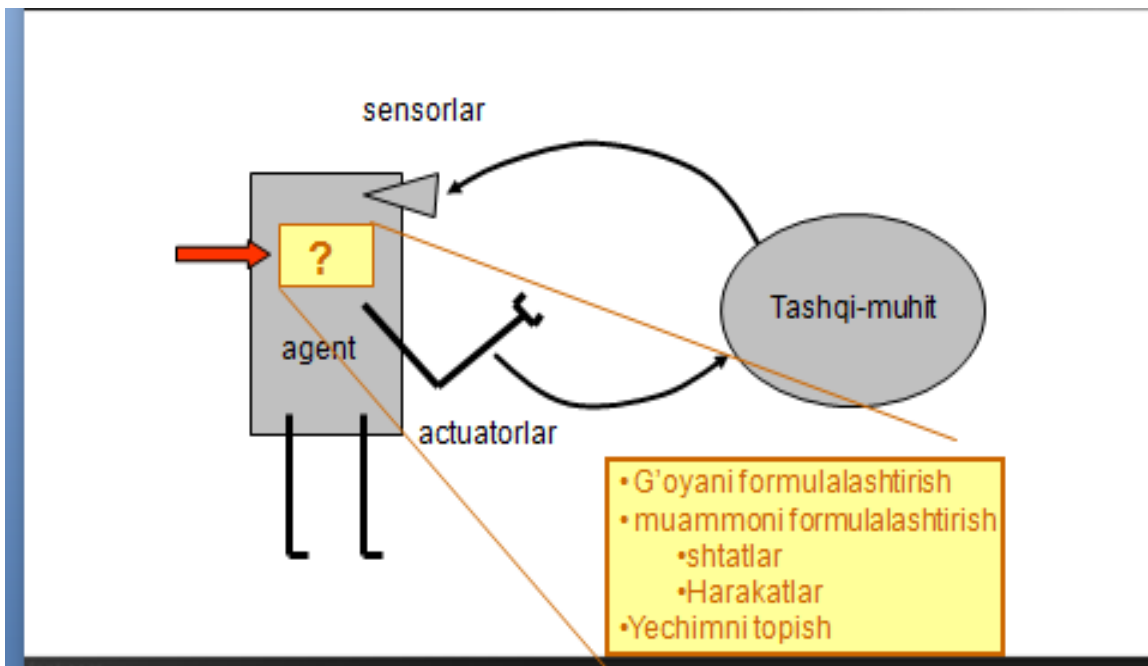 sensorlar
?
agent
Tashqi-muhit
actuatorlar
• G'oyani formulalashtirish
• muammoni formulalashtirish
•shtatlar
•Harakatlar
•Yechimni topish